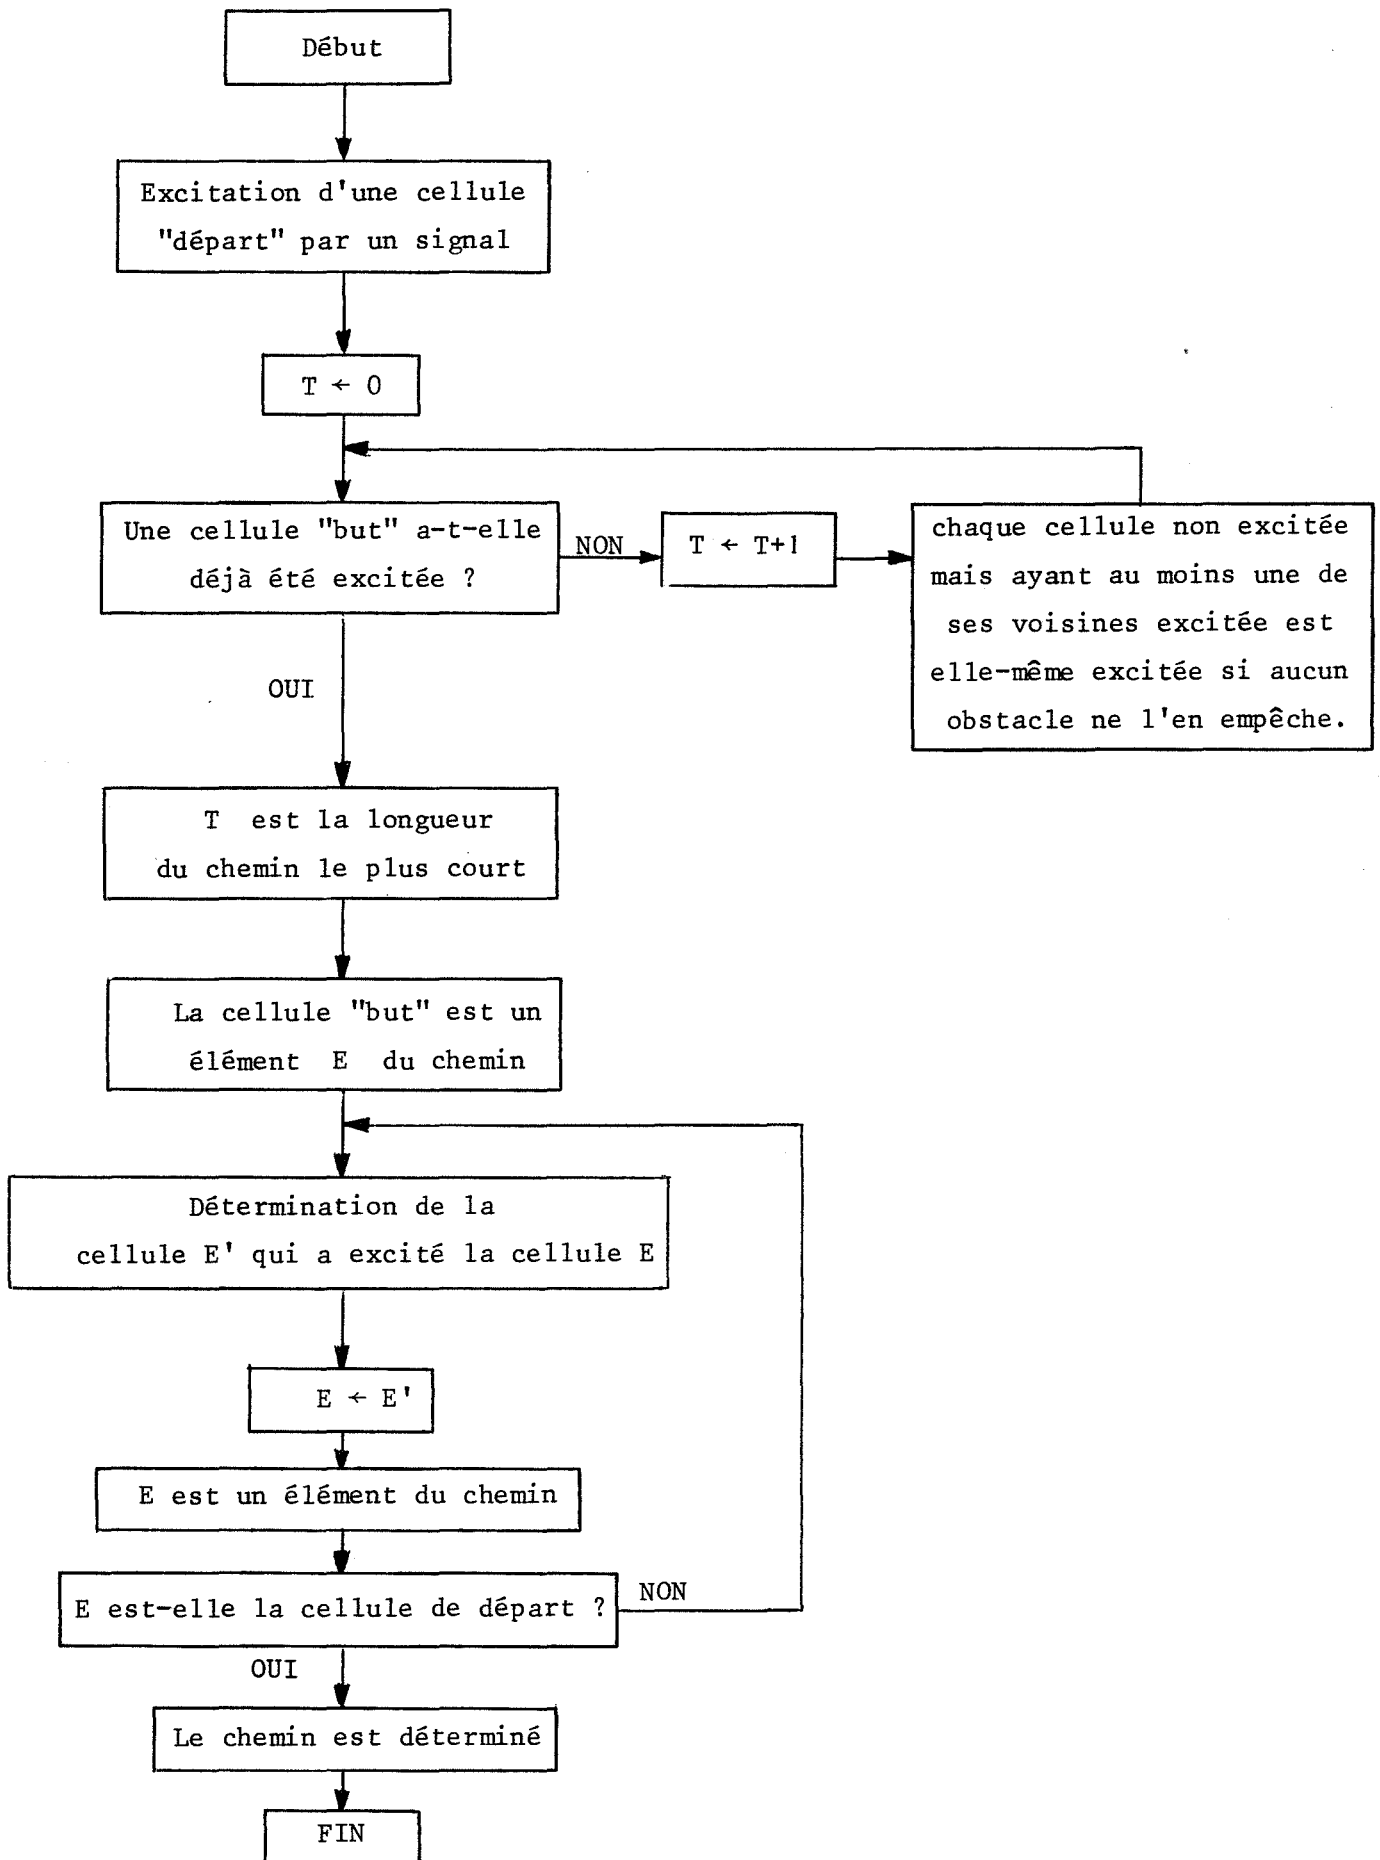 Début
Excitation d'une cellule
"départ" par un signal
T ← 0
Une cellule "but" a-t-elle
déjà été excitée ?
NON
T ← T+1
chaque cellule non excitée
mais ayant au moins une de
ses voisines excitée est
elle-même excitée si aucun
obstacle ne l'en empêche.
OUI
T est la longueur
du chemin le plus court
La cellule "but" est un
élément E du chemin
Détermination de la
cellule E' qui a excité la cellule E
E ← E'
E est un élément du chemin
E est-elle la cellule de départ ?
NON
OUI
Le chemin est déterminé
FIN